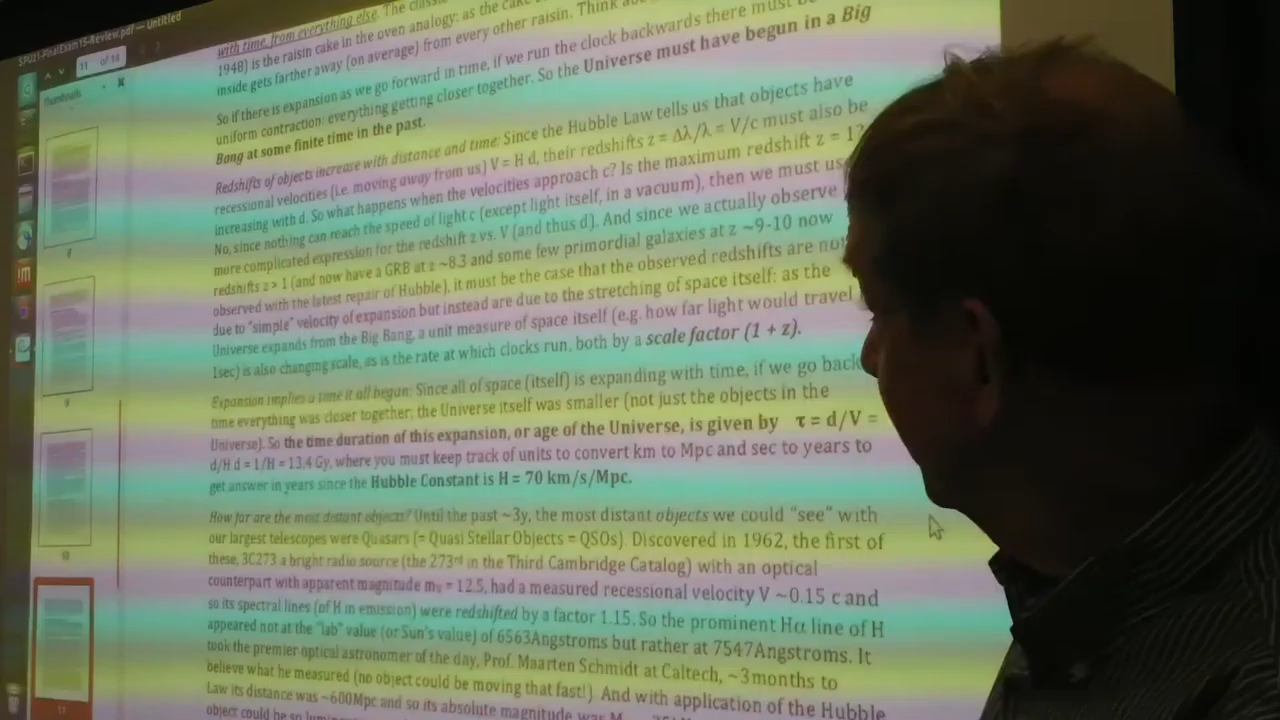 SPU21-FinalExam15-Review.pdf — Untitled
11 of 14
Thumbnails
with time, from everything else. The
1948) is the raisin cake in the oven analogy: as the cake
inside gets farther away (on average) from every other raisin. Think
So if there is expansion as we go forward in time, if we run the clock backwards there must
uniform contraction: everything getting closer together. So the Universe must have begun in a Big
Bang at some finite time in the past.
Redshifts of objects increase with distance and time: Since the Hubble Law tells us that objects have
recessional velocities (i.e. moving away from us) V = H d, their redshifts z = Δλ/λ = V/c must also be
increasing with d. So what happens when the velocities approach c? Is the maximum redshift z = 1?
No, since nothing can reach the speed of light c (except light itself, in a vacuum), then we must us
more complicated expression for the redshift z vs. V (and thus d). And since we actually observe
redshifts z > 1 (and now have a GRB at z ~8.3 and some few primordial galaxies at z ~9-10 now
observed with the latest repair of Hubble), it must be the case that the observed redshifts are not
due to "simple" velocity of expansion but instead are due to the stretching of space itself: as the
Universe expands from the Big Bang, a unit measure of space itself (e.g. how far light would travel
1sec) is also changing scale, as is the rate at which clocks run, both by a scale factor (1 + z).
Expansion implies a time it all began: Since all of space (itself) is expanding with time, if we go back
time everything was closer together; the Universe itself was smaller (not just the objects in the
Universe). So the time duration of this expansion, or age of the Universe, is given by τ = d/V =
d/H d = 1/H = 13.4 Gy, where you must keep track of units to convert km to Mpc and sec to years to
get answer in years since the Hubble Constant is H = 70 km/s/Mpc.
How far are the most distant objects? Until the past ~3y, the most distant objects we could "see" with
our largest telescopes were Quasars (= Quasi Stellar Objects = QSOs). Discovered in 1962, the first of
these, 3C273 a bright radio source (the 273rd in the Third Cambridge Catalog) with an optical
counterpart with apparent magnitude mv = 12.5, had a measured recessional velocity V ~0.15 c and
so its spectral lines (of H in emission) were redshifted by a factor 1.15. So the prominent Hα line of H
appeared not at the "lab" value (or Sun's value) of 6563Angstroms but rather at 7547Angstroms. It
took the premier optical astronomer of the day, Prof. Maarten Schmidt at Caltech, ~3months to
believe what he measured (no object could be moving that fast!) And with application of the Hubble
Law its distance was ~600Mpc and so its absolute magnitude was
object could be so
8
9
10
11